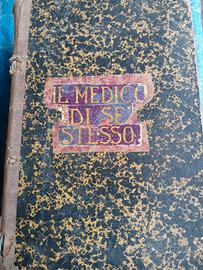 IL MEDICO
DI SE
STESSO.